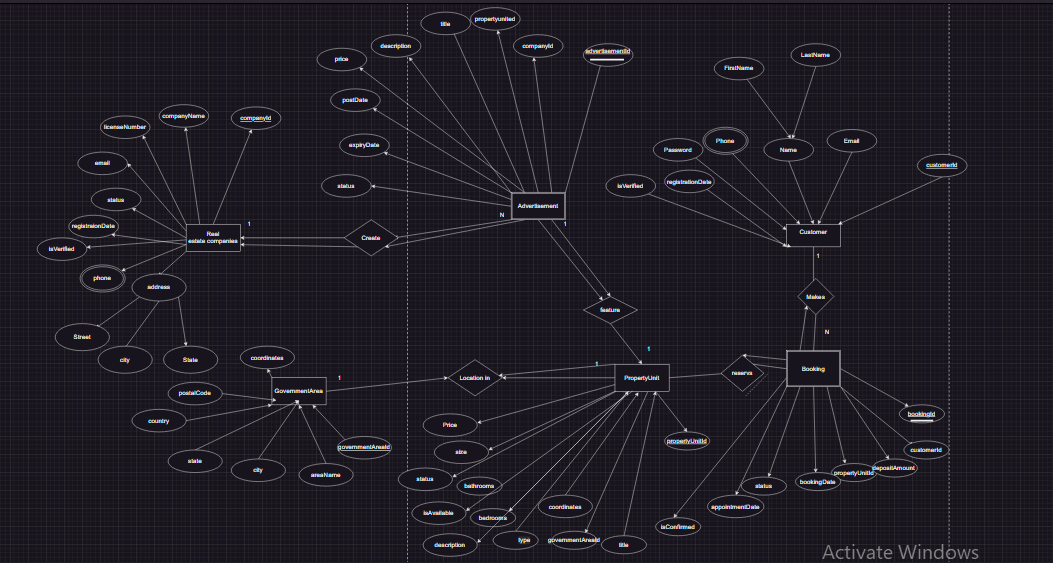 title
propertyunited
description
companyId
advertisementId
price
postDate
expiryDate
status
Advertisement
N
1
LastName
FirstName
Phone
Name
Email
Password
customerId
isVerified
registrationDate
Customer
1
companyName
companyId
licenseNumber
email
status
registraionDate
isVerified
Real
estate companies
1
phone
address
Street
city
State
Create
feature
Makes
N
1
coordinates
postalCode
GovernmentArea
1
country
governmentAreaId
state
city
areaName
Location in
1
PropertyUnit
reservs
Booking
Price
size
status
bathrooms
isAvailable
bedrooms
coordinates
description
type
governmentAreaId
title
propertyUnitId
bookingId
customerId
depositAmount
propertyUnitId
bookingDate
status
appointmentDate
isConfirmed
Activate Windows